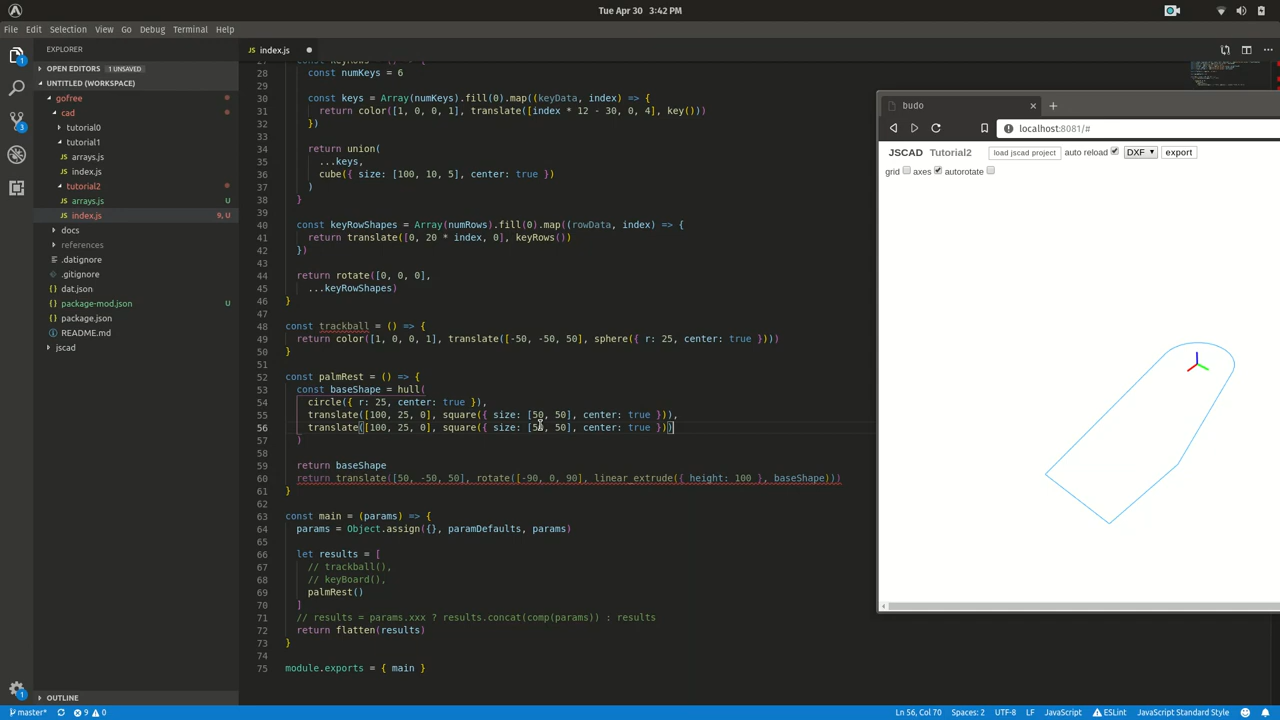 Tue Apr 30 3:42 PM
File Edit Selection View Go Debug Terminal Help
EXPLORER
OPEN EDITORS 1 UNSAVED
UNTITLED (WORKSPACE)
gofree
cad
tutorial0
tutorial1
arrays.js
index.js
tutorial2
arrays.js U
index.js 9, U
docs
references
.datignore
.gitignore
dat.json
package-mod.json U
package.json
README.md
jscad
OUTLINE
1
3
1
index.js
28 const numKeys = 6
29
30 const keys = Array(numKeys).fill(0).map((keyData, index) => {
31 return color([1, 0, 0, 1], translate([index * 12 - 30, 0, 4], key()))
32 })
33
34 return union(
35 ...keys,
36 cube({ size: [100, 10, 5], center: true })
37 )
38 }
39
40 const keyRowShapes = Array(numRows).fill(0).map((rowData, index) => {
41 return translate([0, 20 * index, 0], keyRows())
42 })
43
44 return rotate([0, 0, 0],
45 ...keyRowShapes)
46 }
47
48 const trackball = () => {
49 return color([1, 0, 0, 1], translate([-50, -50, 50], sphere({ r: 25, center: true })))
50 }
51
52 const palmRest = () => {
53 const baseShape = hull(
54 circle({ r: 25, center: true }),
55 translate([100, 25, 0], square({ size: [50, 50], center: true })),
56 translate([100, 25, 0], square({ size: [50, 50], center: true }))
57 )
58
59 return baseShape
60 return translate([50, -50, 50], rotate([-90, 0, 90], linear_extrude({ height: 100 }, baseShape)))
61 }
62
63 const main = (params) => {
64 params = Object.assign({}, paramDefaults, params)
65
66 let results = [
67 // trackball(),
68 // keyBoard(),
69 palmRest()
70 ]
71 // results = params.xxx ? results.concat(comp(params)) : results
72 return flatten(results)
73 }
74
75 module.exports = { main }
budo
localhost:8081/#
JSCAD Tutorial2 load jscad project auto reload DXF export
grid axes autorotate
master* 9 0 Ln 56, Col 70 Spaces: 2 UTF-8 LF JavaScript ESLint JavaScript Standard Style